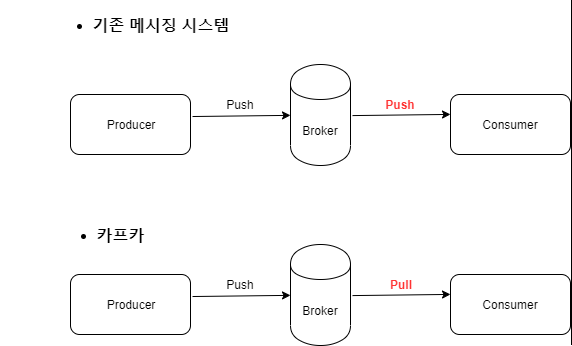 • 기존 메시징 시스템
Push
Push
Producer
Broker
Consumer
• 카프카
Push
Pull
Producer
Broker
Consumer